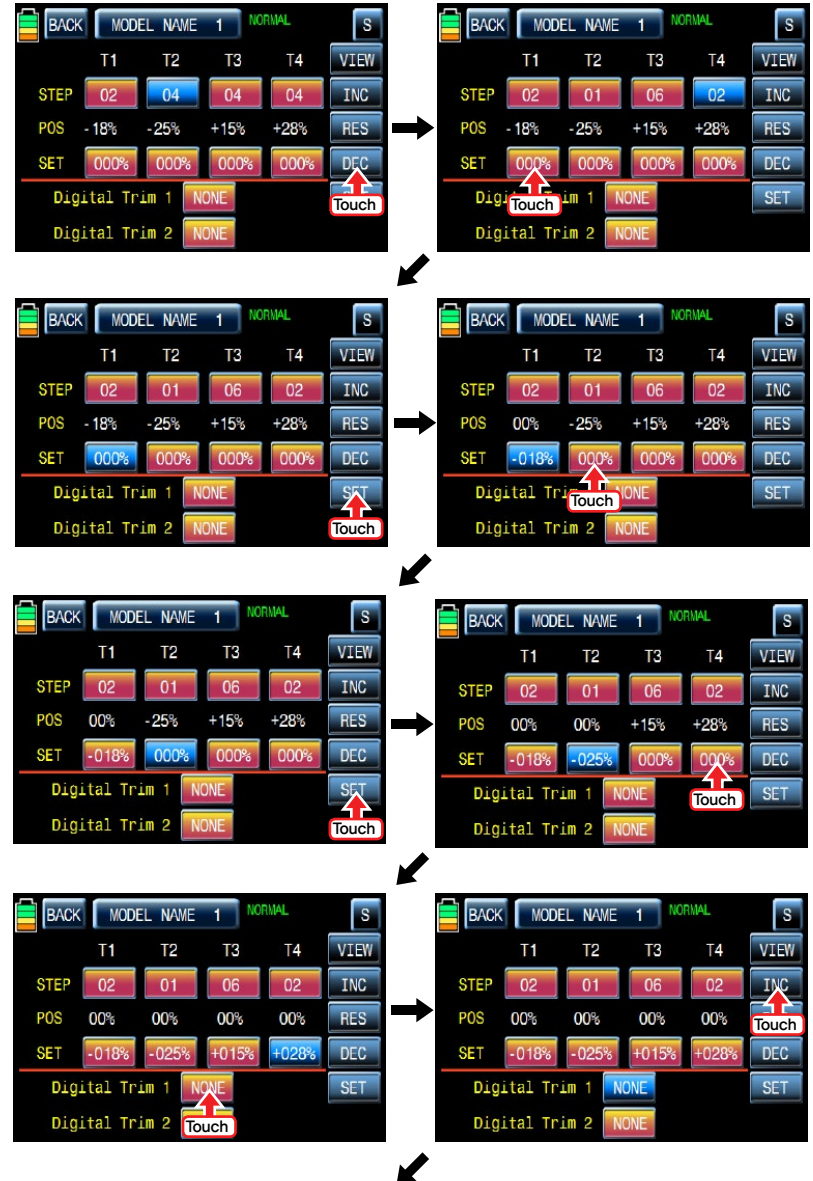 BACK MODEL NAME 1 NORMAL S
T1 T2 T3 T4 VIEW
STEP 02 04 04 04 INC
POS -18% -25% +15% +28% RES
SET 000% 000% 000% 000% DEC
Digital Trim 1 NONE
Touch
Digital Trim 2 NONE
BACK MODEL NAME 1 NORMAL S
T1 T2 T3 T4 VIEW
STEP 02 01 06 02 INC
POS -18% -25% +15% +28% RES
SET 000% 000% 000% 000% DEC
Digital Trim 1 NONE SET
Touch
Digital Trim 2 NONE
BACK MODEL NAME 1 NORMAL S
T1 T2 T3 T4 VIEW
STEP 02 01 06 02 INC
POS -18% -25% +15% +28% RES
SET 000% 000% 000% 000% DEC
Digital Trim 1 NONE SET
Digital Trim 2 NONE Touch
BACK MODEL NAME 1 NORMAL S
T1 T2 T3 T4 VIEW
STEP 02 01 06 02 INC
POS 00% -25% +15% +28% RES
SET -018% 000% 000% 000% DEC
Digital Trim 1 NONE SET
Touch
Digital Trim 2 NONE
BACK MODEL NAME 1 NORMAL S
T1 T2 T3 T4 VIEW
STEP 02 01 06 02 INC
POS 00% -25% +15% +28% RES
SET -018% 000% 000% 000% DEC
Digital Trim 1 NONE SET
Digital Trim 2 NONE Touch
BACK MODEL NAME 1 NORMAL S
T1 T2 T3 T4 VIEW
STEP 02 01 06 02 INC
POS 00% 00% +15% +28% RES
SET -018% -025% 000% 000% DEC
Digital Trim 1 NONE Touch SET
Digital Trim 2 NONE
BACK MODEL NAME 1 NORMAL S
T1 T2 T3 T4 VIEW
STEP 02 01 06 02 INC
POS 00% 00% 00% 00% RES
SET -018% -025% +015% +028% DEC
Digital Trim 1 NONE SET
Digital Trim 2 Touch
BACK MODEL NAME 1 NORMAL S
T1 T2 T3 T4 VIEW
STEP 02 01 06 02 INC
POS 00% 00% 00% 00% Touch
SET -018% -025% +015% +028% DEC
Digital Trim 1 NONE SET
Digital Trim 2 NONE